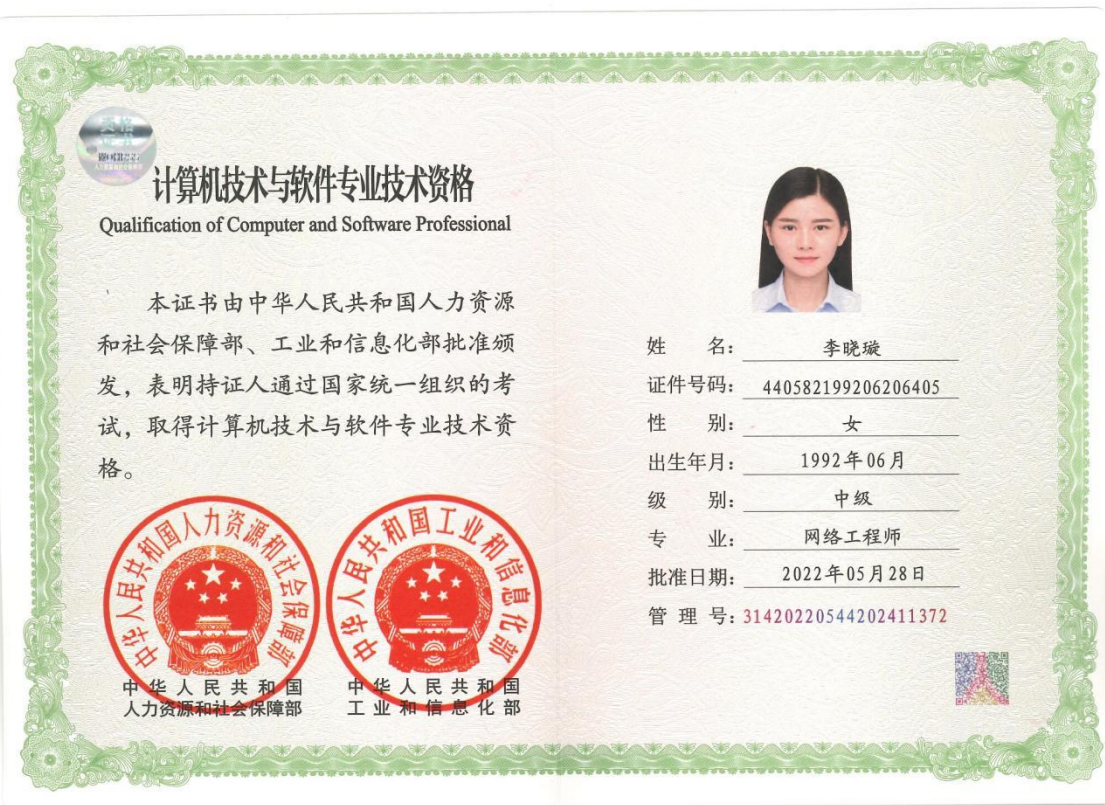 资格
证书
计算机技术与软件专业技术资格
Qualification of Computer and Software Professional
本证书由中华人民共和国人力资源
和社会保障部、工业和信息化部批准颁
发，表明持证人通过国家统一组织的考
试，取得计算机技术与软件专业技术资
格。
中华人民共和国人力资源和社会保障部
中华人民共和国
人力资源和社会保障部
中华人民共和国工业和信息化部
中华人民共和国
工业和信息化部
姓 名： 李晓璇
证件号码： 440582199206206405
性 别： 女
出生年月： 1992年06月
级 别： 中级
专 业： 网络工程师
批准日期： 2022年05月28日
管 理 号：31420220544202411372